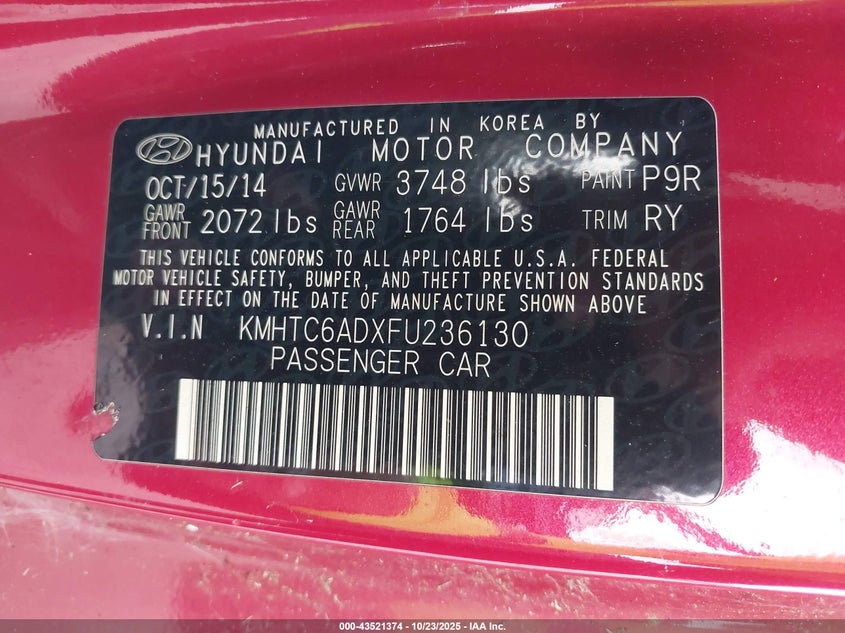 MANUFACTURED IN KOREA BY
HYUNDAI MOTOR COMPANY
OCT/15/14 GVWR 3748 lbs PAINT P9R
GAWR FRONT 2072 lbs GAWR REAR 1764 lbs TRIM RY
THIS VEHICLE CONFORMS TO ALL APPLICABLE U.S.A. FEDERAL
MOTOR VEHICLE SAFETY, BUMPER, AND THEFT PREVENTION STANDARDS
IN EFFECT ON THE DATE OF MANUFACTURE SHOWN ABOVE
V.I.N KMHTC6ADXFU236130
PASSENGER CAR
000-43521374 - 10/23/2025 - IAA Inc.